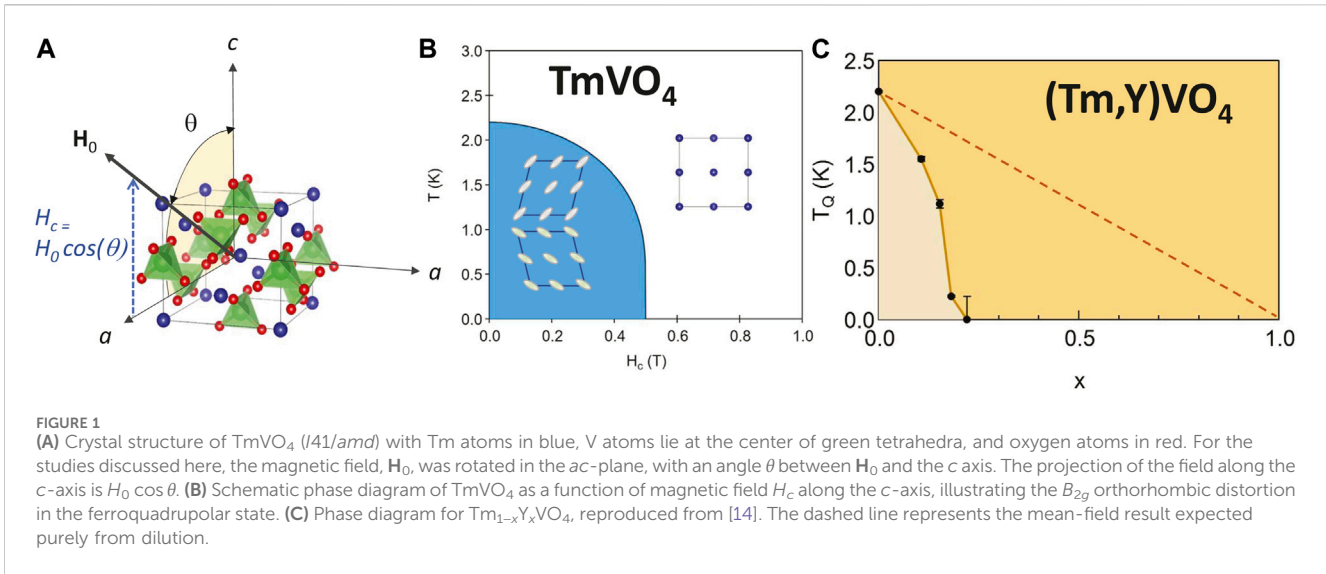 A
c
θ
H₀
H꜀ =
H₀ cos(θ)
a
a
B
TmVO₄
3.0
2.5
2.0
1.5
1.0
0.5
0.0
T (K)
0.0 0.2 0.4 0.6 0.8 1.0
H꜀ (T)
C
(Tm,Y)VO₄
2.5
2.0
1.5
1.0
0.5
0.0
T_Q (K)
0.0 0.5 1.0
x
FIGURE 1
(A) Crystal structure of TmVO₄ (I41/amd) with Tm atoms in blue, V atoms lie at the center of green tetrahedra, and oxygen atoms in red. For the
studies discussed here, the magnetic field, H₀, was rotated in the ac-plane, with an angle θ between H₀ and the c axis. The projection of the field along the
c-axis is H₀ cos θ. (B) Schematic phase diagram of TmVO₄ as a function of magnetic field H꜀ along the c-axis, illustrating the B₂g orthorhombic distortion
in the ferroquadrupolar state. (C) Phase diagram for Tm₁₋ₓYₓVO₄, reproduced from [14]. The dashed line represents the mean-field result expected
purely from dilution.